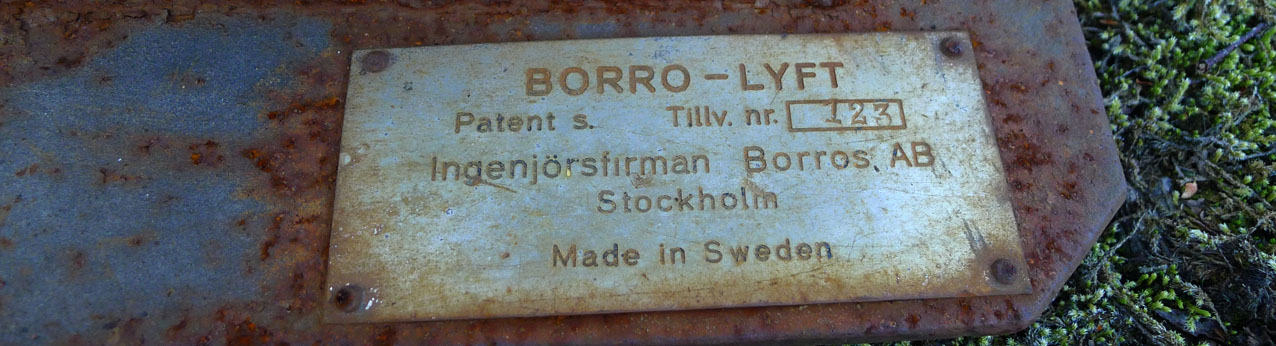 BORRO-LYFT
Patent s. Tillv. nr. 123
Ingenjörsfirman Borros AB
Stockholm
Made in Sweden